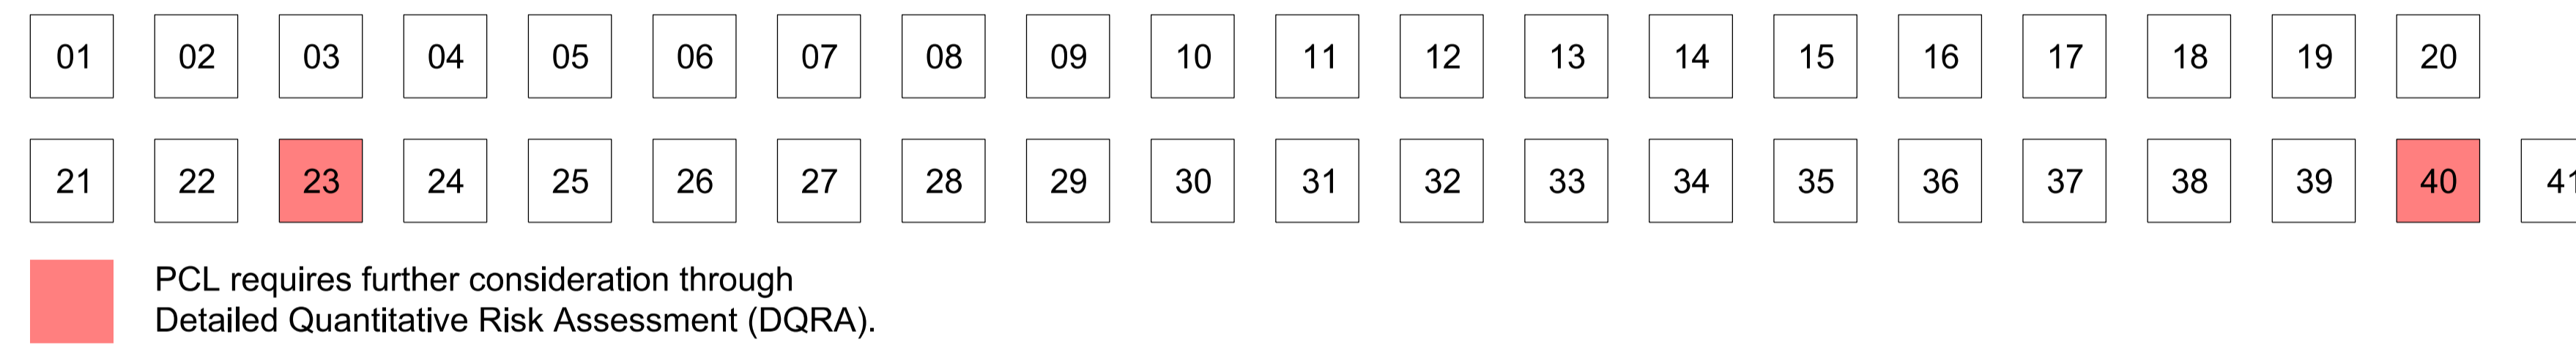 01 02 03 04 05 06 07 08 09 10 11 12 13 14 15 16 17 18 19 20
21 22 23 24 25 26 27 28 29 30 31 32 33 34 35 36 37 38 39 40 41
PCL requires further consideration through
Detailed Quantitative Risk Assessment (DQRA).